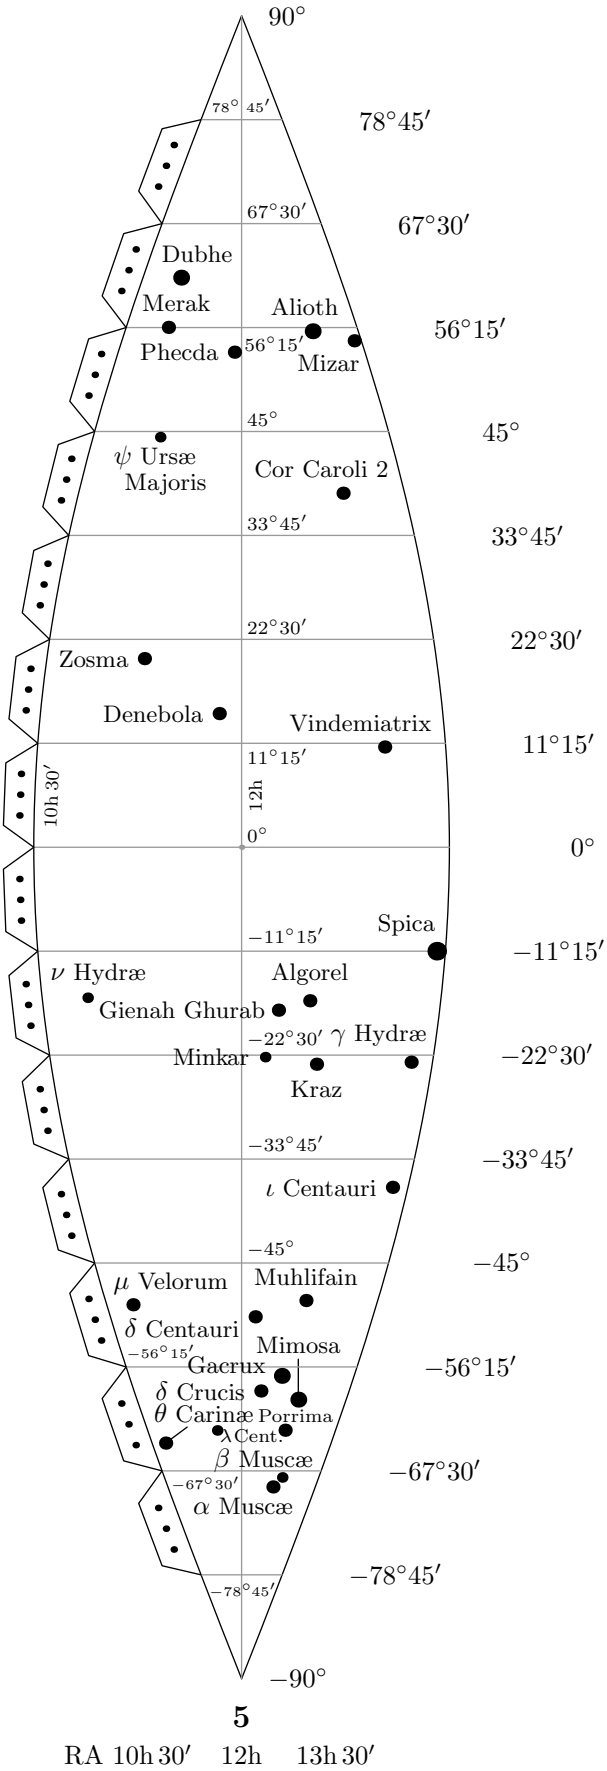 90°
78° 45′
78°45′
67°30′
67°30′
Dubhe
Merak
Alioth
56°15′
Phecda
56°15′
Mizar
45°
45°
ψ Ursæ
Majoris
Cor Caroli 2
33°45′
33°45′
22°30′
22°30′
Zosma
Denebola
Vindemiatrix
11°15′
11°15′
10h 30′
12h
0°
0°
Spica
−11°15′
−11°15′
ν Hydræ
Algorel
Gienah Ghurab
−22°30′
γ Hydræ
Minkar
−22°30′
Kraz
−33°45′
−33°45′
ι Centauri
−45°
−45°
μ Velorum
Muhlifain
δ Centauri
Mimosa
−56°15′
Gacrux
−56°15′
δ Crucis
θ Carinæ
Porrima
λCent.
β Muscæ
−67°30′
−67°30′
α Muscæ
−78°45′
−78°45′
−90°
5
RA 10h 30′ 12h 13h 30′